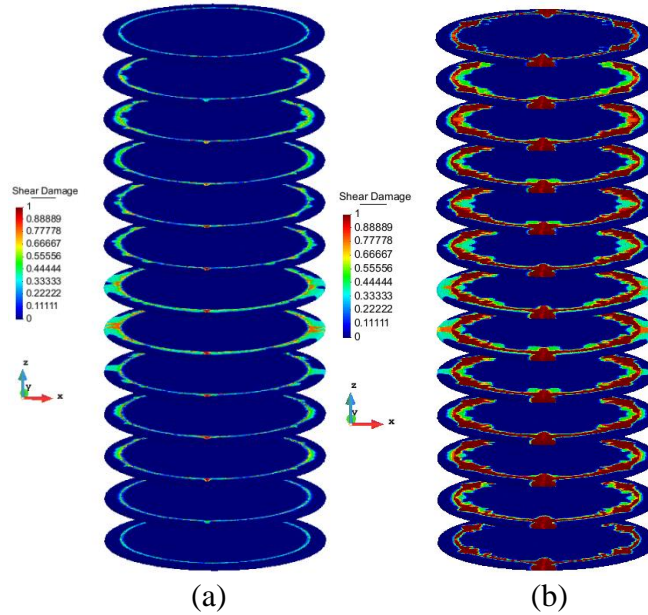 Shear Damage
1
0.88889
0.77778
0.66667
0.55556
0.44444
0.33333
0.22222
0.11111
0
z
y
x
(a)
Shear Damage
1
0.88889
0.77778
0.66667
0.55556
0.44444
0.33333
0.22222
0.11111
0
z
y
x
(b)